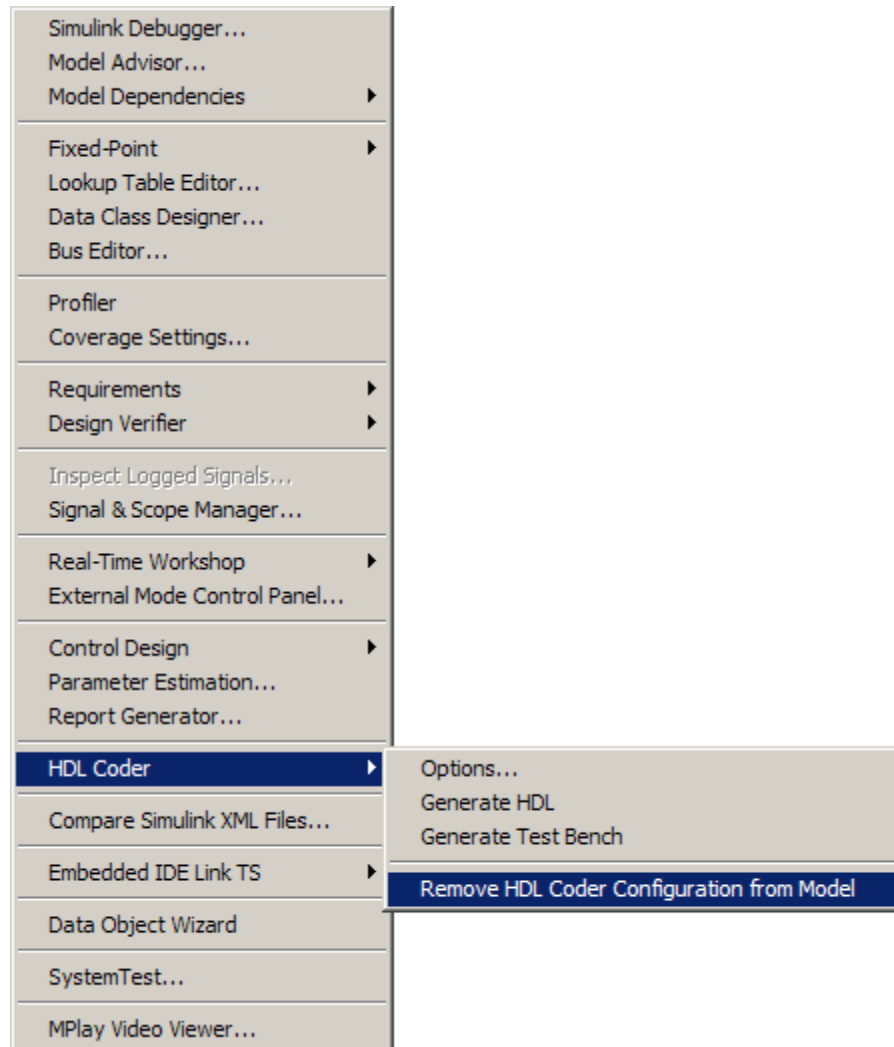 Simulink Debugger...
Model Advisor...
Model Dependencies
Fixed-Point
Lookup Table Editor...
Data Class Designer...
Bus Editor...
Profiler
Coverage Settings...
Requirements
Design Verifier
Inspect Logged Signals...
Signal & Scope Manager...
Real-Time Workshop
External Mode Control Panel...
Control Design
Parameter Estimation...
Report Generator...
HDL Coder
Compare Simulink XML Files...
Embedded IDE Link TS
Data Object Wizard
SystemTest...
MPlay Video Viewer...
Options...
Generate HDL
Generate Test Bench
Remove HDL Coder Configuration from Model